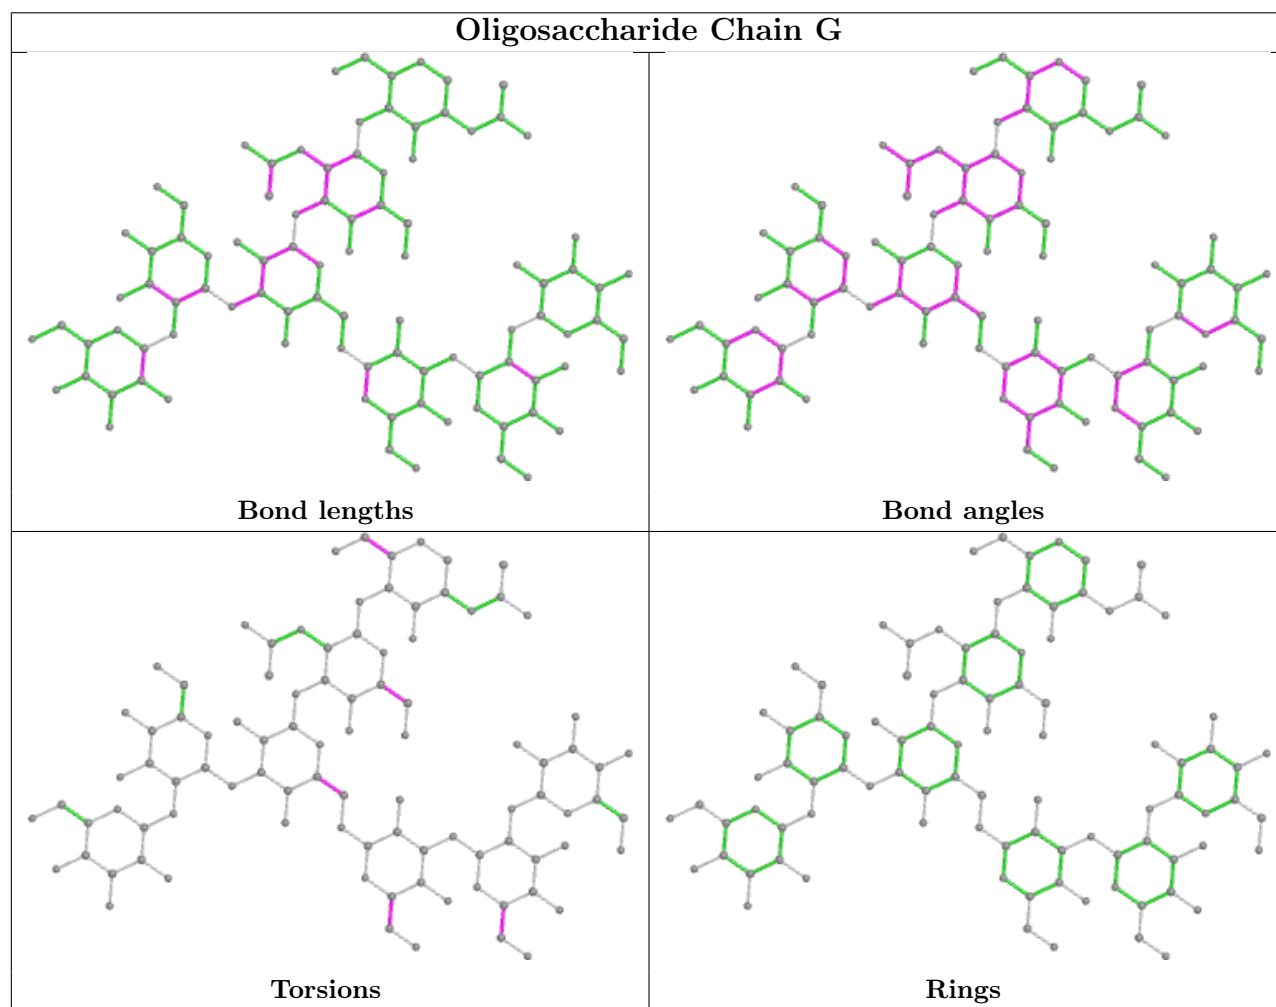 Oligosaccharide Chain G
Bond lengths
Bond angles
Torsions
Rings